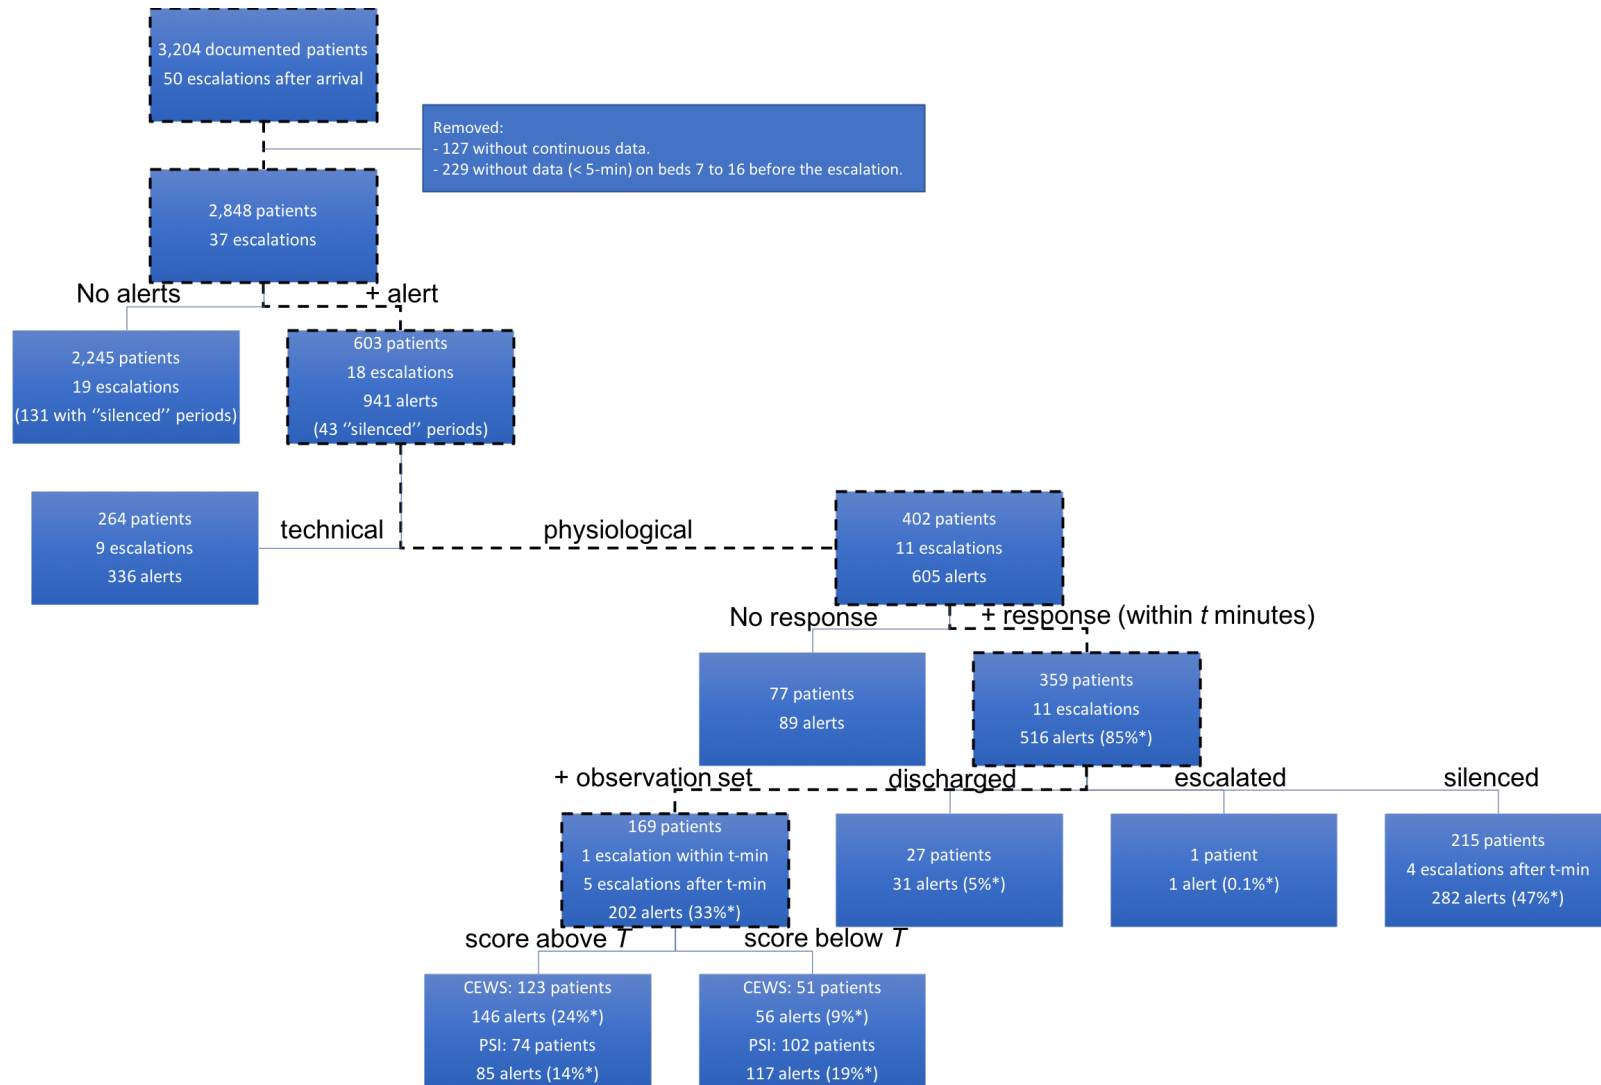 3,204 documented patients
50 escalations after arrival
Removed:
- 127 without continuous data.
- 229 without data (< 5-min) on beds 7 to 16 before the escalation.
2,848 patients
37 escalations
No alerts
+ alert
2,245 patients
19 escalations
(131 with ‘’silenced’’ periods)
603 patients
18 escalations
941 alerts
(43 ‘’silenced’’ periods)
264 patients
9 escalations
336 alerts
technical
physiological
402 patients
11 escalations
605 alerts
No response
+ response (within t minutes)
77 patients
89 alerts
359 patients
11 escalations
516 alerts (85%*)
+ observation set
discharged
escalated
silenced
169 patients
1 escalation within t-min
5 escalations after t-min
202 alerts (33%*)
27 patients
31 alerts (5%*)
1 patient
1 alert (0.1%*)
215 patients
4 escalations after t-min
282 alerts (47%*)
score above T
score below T
CEWS: 123 patients
146 alerts (24%*)
PSI: 74 patients
85 alerts (14%*)
CEWS: 51 patients
56 alerts (9%*)
PSI: 102 patients
117 alerts (19%*)